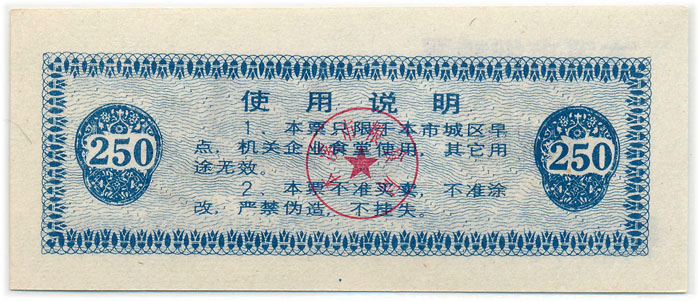 使用说明
1、本票只限于本市城区早
点，机关企业食堂使用，其它用
途无效。
2、本票不准买卖，不准涂
改，严禁伪造，不挂失。
250
250